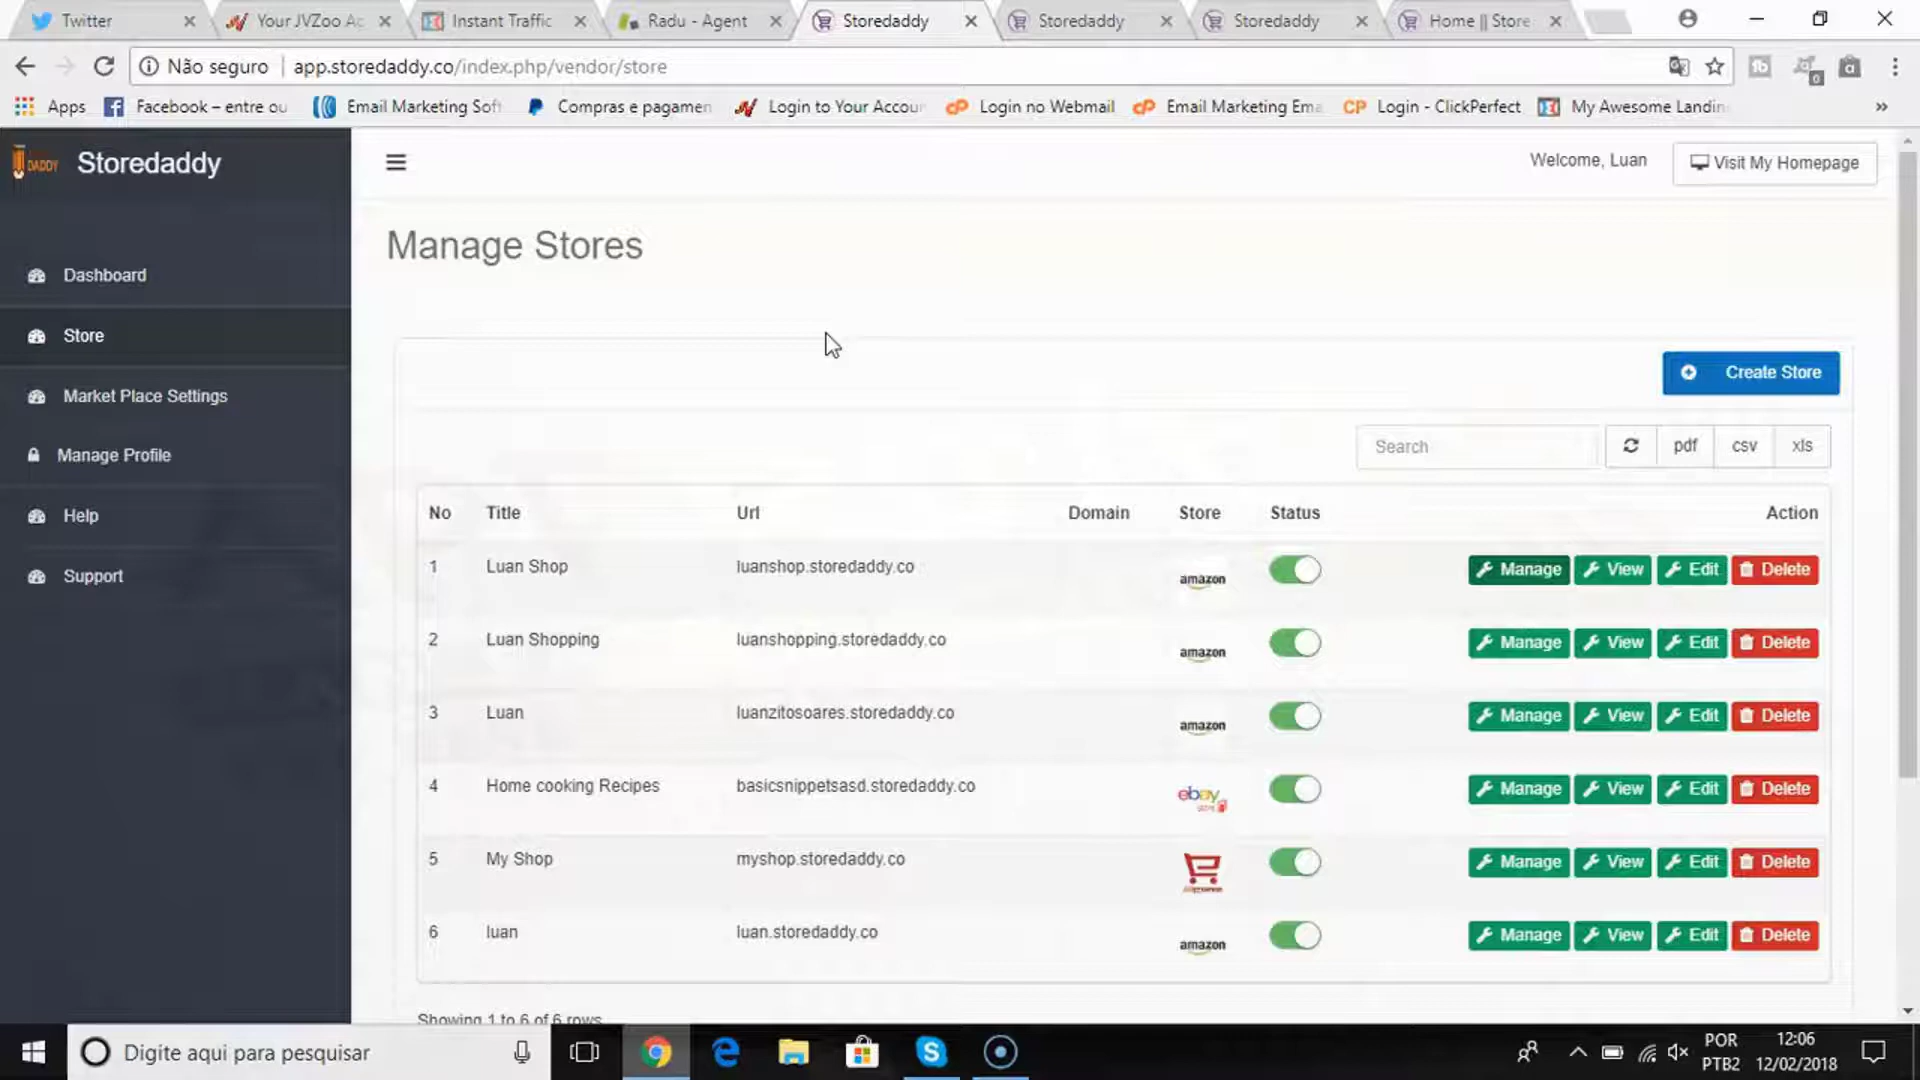 Twitter
Your JVZoo Ac
Instant Traffic
Radu - Agent
Storedaddy
Storedaddy
Storedaddy
Home || Store
Não seguro
app.storedaddy.co/index.php/vendor/store
Apps
Facebook – entre ou
Email Marketing Soft
Compras e pagamen
Login to Your Accoun
Login no Webmail
Email Marketing Ema
Login - ClickPerfect
My Awesome Landin
DADDY
Storedaddy
Welcome, Luan
Visit My Homepage
Dashboard
Store
Market Place Settings
Manage Profile
Help
Support
Manage Stores
Create Store
Search
pdf
csv
xls
No Title Url Domain Store Status Action
1 Luan Shop luanshop.storedaddy.co amazon Manage View Edit Delete
2 Luan Shopping luanshopping.storedaddy.co amazon Manage View Edit Delete
3 Luan luanzitosoares.storedaddy.co amazon Manage View Edit Delete
4 Home cooking Recipes basicsnippetsasd.storedaddy.co ebay Manage View Edit Delete
5 My Shop myshop.storedaddy.co Manage View Edit Delete
6 luan luan.storedaddy.co amazon Manage View Edit Delete
Showing 1 to 6 of 6 rows
Digite aqui para pesquisar
POR
PTB2
12:06
12/02/2018